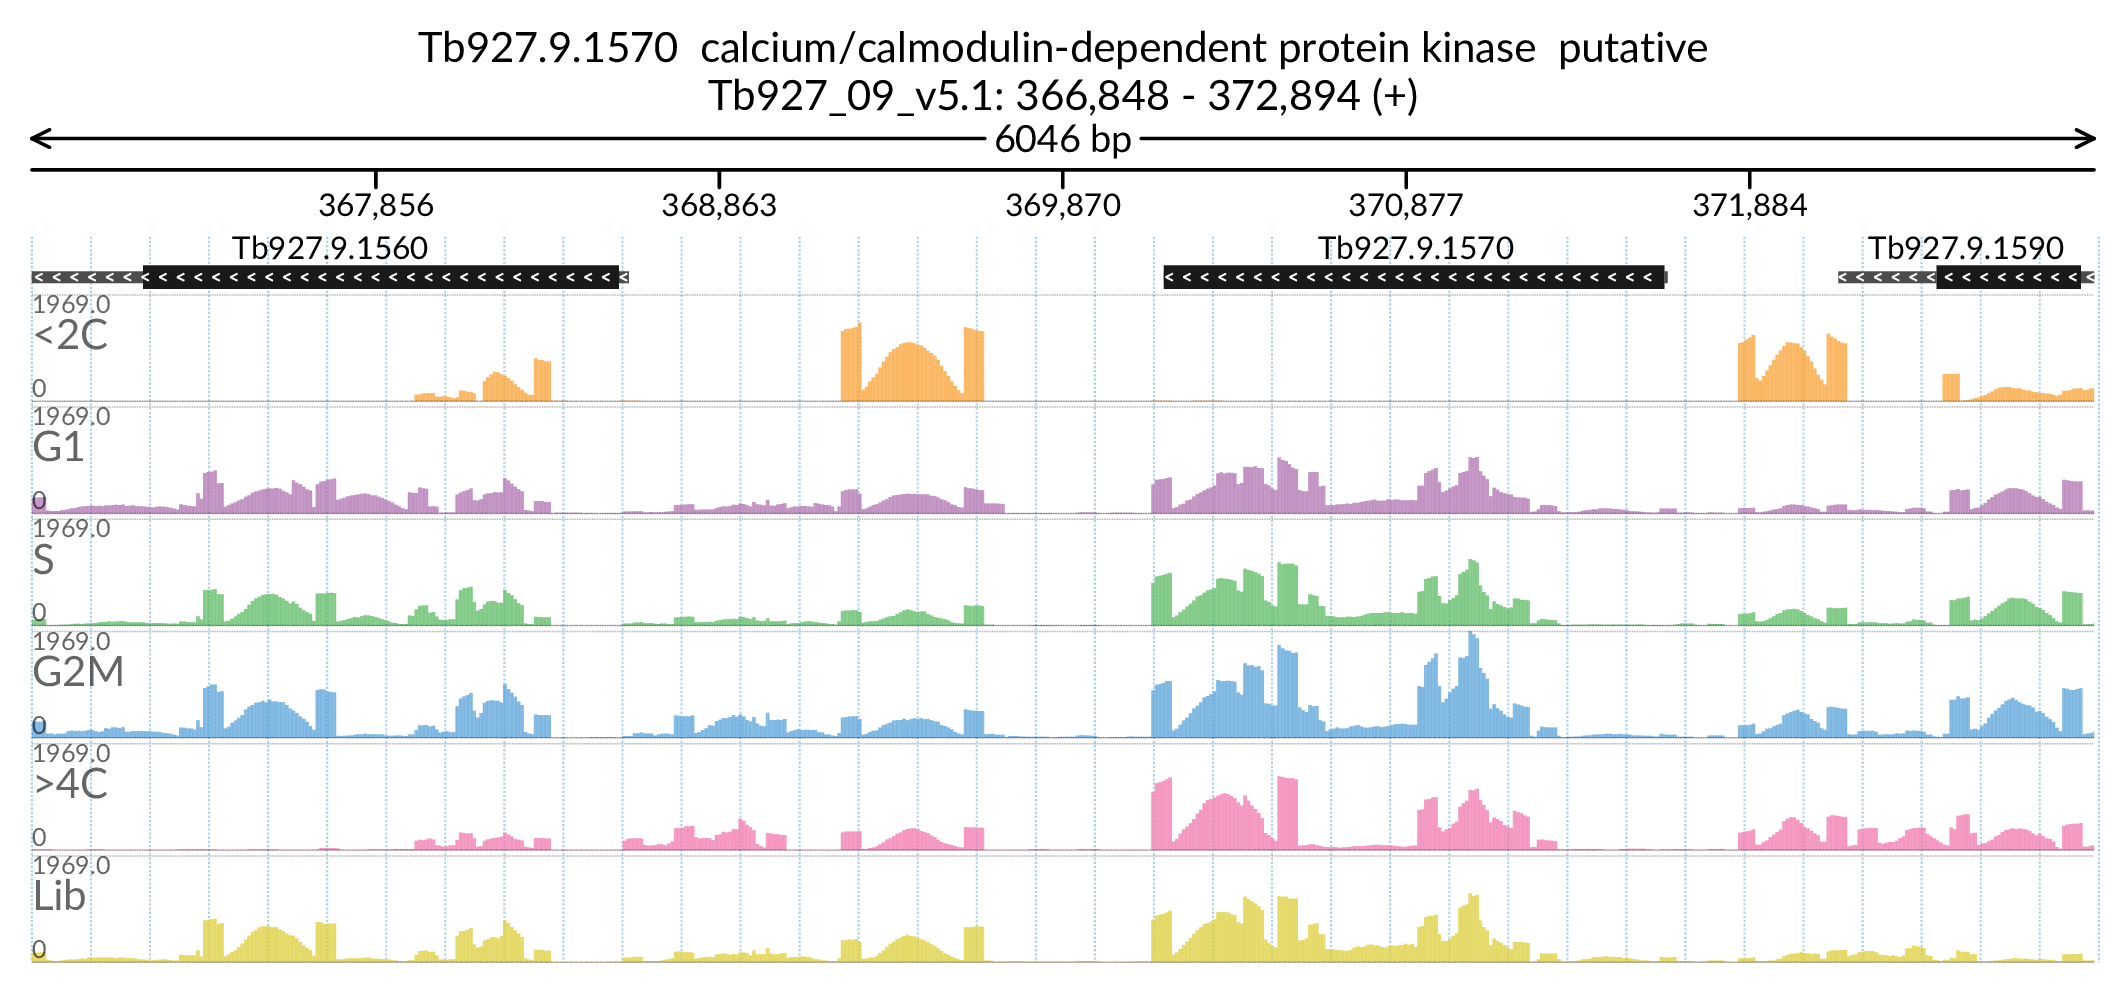 Tb927.9.1570  calcium/calmodulin-dependent protein kinase  putative
Tb927_09_v5.1: 366,848 - 372,894 (+)
6046 bp
367,856 368,863 369,870 370,877 371,884
Tb927.9.1560 Tb927.9.1570 Tb927.9.1590
1969.0
<2C
0
1969.0
G1
0
1969.0
S
0
1969.0
G2M
0
1969.0
>4C
0
1969.0
Lib
0